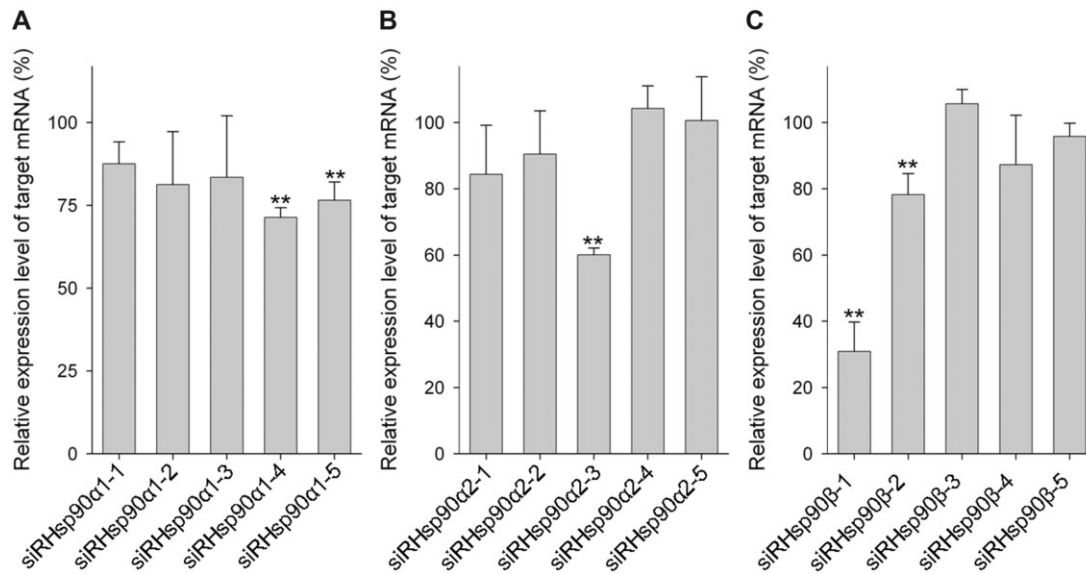 A
Relative expression level of target mRNA (%)
100
75
50
25
0
**
**
siRHsp90α1-1
siRHsp90α1-2
siRHsp90α1-3
siRHsp90α1-4
siRHsp90α1-5
B
Relative expression level of target mRNA (%)
100
80
60
40
20
0
**
siRHsp90α2-1
siRHsp90α2-2
siRHsp90α2-3
siRHsp90α2-4
siRHsp90α2-5
C
Relative expression level of target mRNA (%)
100
80
60
40
20
0
**
**
siRHsp90β-1
siRHsp90β-2
siRHsp90β-3
siRHsp90β-4
siRHsp90β-5